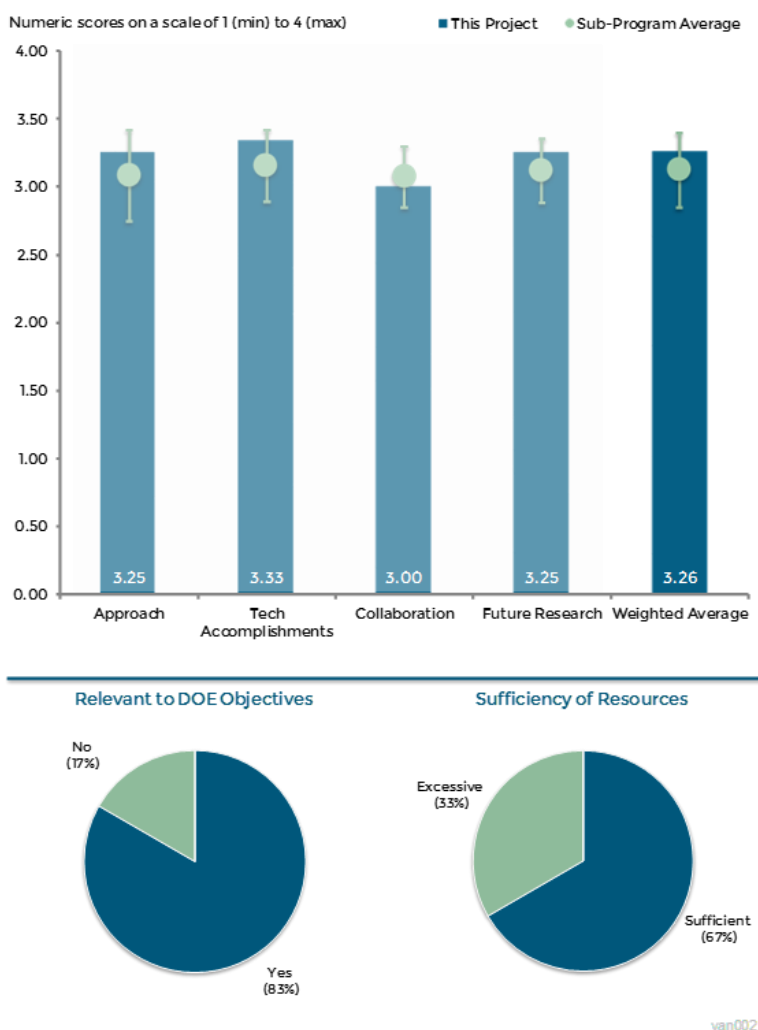 Numeric scores on a scale of 1 (min) to 4 (max)
This Project
Sub-Program Average
4.00
3.50
3.00
2.50
2.00
1.50
1.00
0.50
0.00
3.25
3.33
3.00
3.25
3.26
Approach
Tech
Accomplishments
Collaboration
Future Research
Weighted Average
Relevant to DOE Objectives
Sufficiency of Resources
No
(17%)
Yes
(83%)
Excessive
(33%)
Sufficient
(67%)
van002